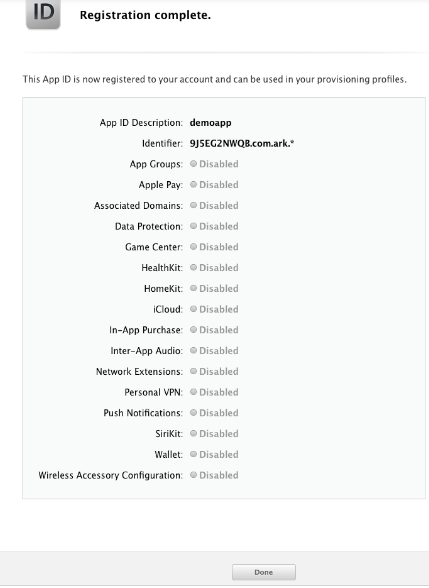 ID
Registration complete.
This App ID is now registered to your account and can be used in your provisioning profiles.
App ID Description: demoapp
Identifier: 9J5EG2NWQB.com.ark.*
App Groups: Disabled
Apple Pay: Disabled
Associated Domains: Disabled
Data Protection: Disabled
Game Center: Disabled
HealthKit: Disabled
HomeKit: Disabled
iCloud: Disabled
In-App Purchase: Disabled
Inter-App Audio: Disabled
Network Extensions: Disabled
Personal VPN: Disabled
Push Notifications: Disabled
SiriKit: Disabled
Wallet: Disabled
Wireless Accessory Configuration: Disabled
Done